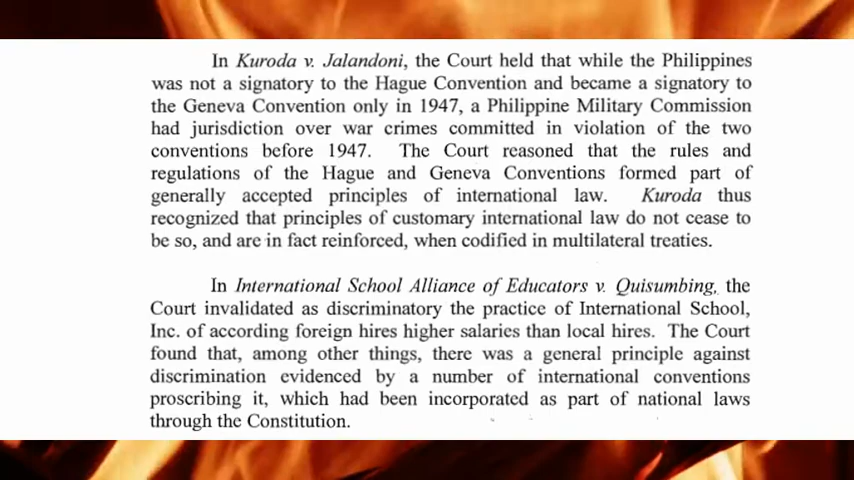 In Kuroda v. Jalandoni, the Court held that while the Philippines
was not a signatory to the Hague Convention and became a signatory to
the Geneva Convention only in 1947, a Philippine Military Commission
had jurisdiction over war crimes committed in violation of the two
conventions before 1947. The Court reasoned that the rules and
regulations of the Hague and Geneva Conventions formed part of
generally accepted principles of international law. Kuroda thus
recognized that principles of customary international law do not cease to
be so, and are in fact reinforced, when codified in multilateral treaties.
In International School Alliance of Educators v. Quisumbing, the
Court invalidated as discriminatory the practice of International School,
Inc. of according foreign hires higher salaries than local hires. The Court
found that, among other things, there was a general principle against
discrimination evidenced by a number of international conventions
proscribing it, which had been incorporated as part of national laws
through the Constitution.